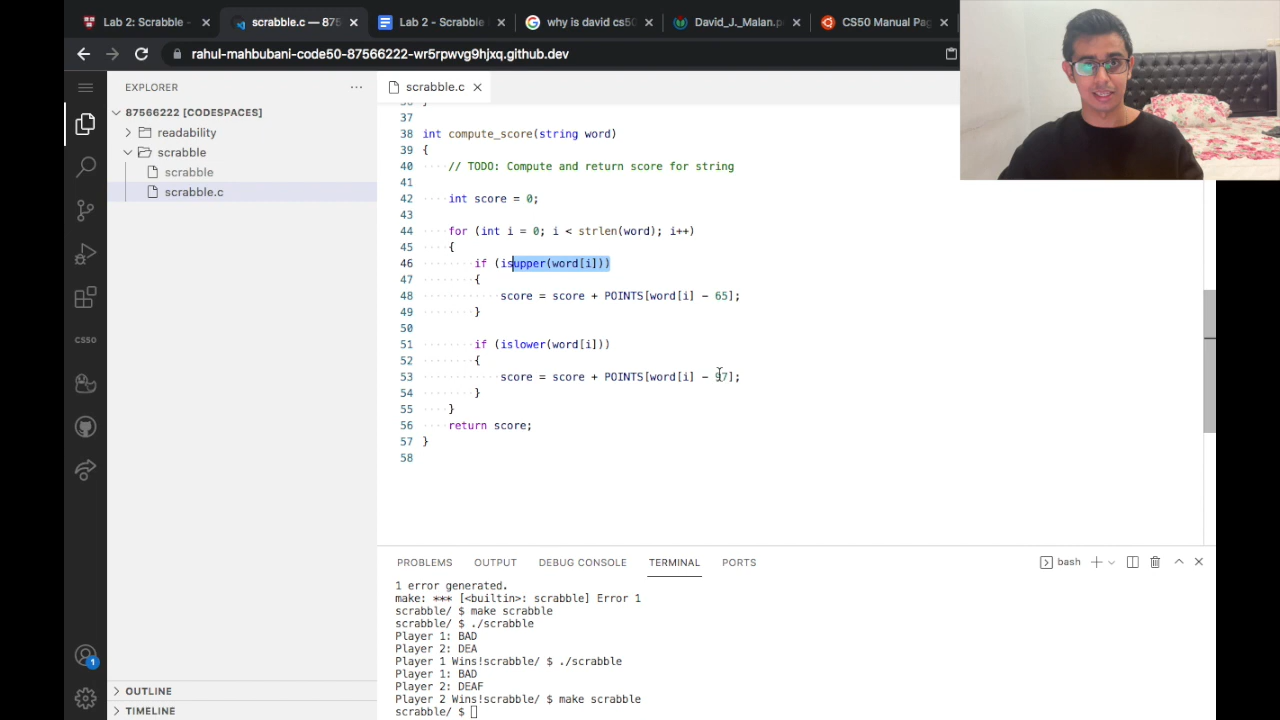 Lab 2: Scrabble -
scrabble.c — 875
Lab 2 - Scrabble
why is david cs50
David_J._Malan.p
CS50 Manual Pag
rahul-mahbubani-code50-87566222-wr5rpwvg9hjxq.github.dev
EXPLORER
87566222 [CODESPACES]
readability
scrabble
scrabble
scrabble.c
scrabble.c
37
38 int compute_score(string word)
39 {
40 // TODO: Compute and return score for string
41
42 int score = 0;
43
44 for (int i = 0; i < strlen(word); i++)
45 {
46 if (isupper(word[i]))
47 {
48 score = score + POINTS[word[i] - 65];
49 }
50
51 if (islower(word[i]))
52 {
53 score = score + POINTS[word[i] - 97];
54 }
55 }
56 return score;
57 }
58
CS50
PROBLEMS OUTPUT DEBUG CONSOLE TERMINAL PORTS
bash
1 error generated.
make: *** [<builtin>: scrabble] Error 1
scrabble/ $ make scrabble
scrabble/ $ ./scrabble
Player 1: BAD
Player 2: DEA
Player 1 Wins!scrabble/ $ ./scrabble
Player 1: BAD
Player 2: DEAF
Player 2 Wins!scrabble/ $ make scrabble
scrabble/ $
1
OUTLINE
TIMELINE